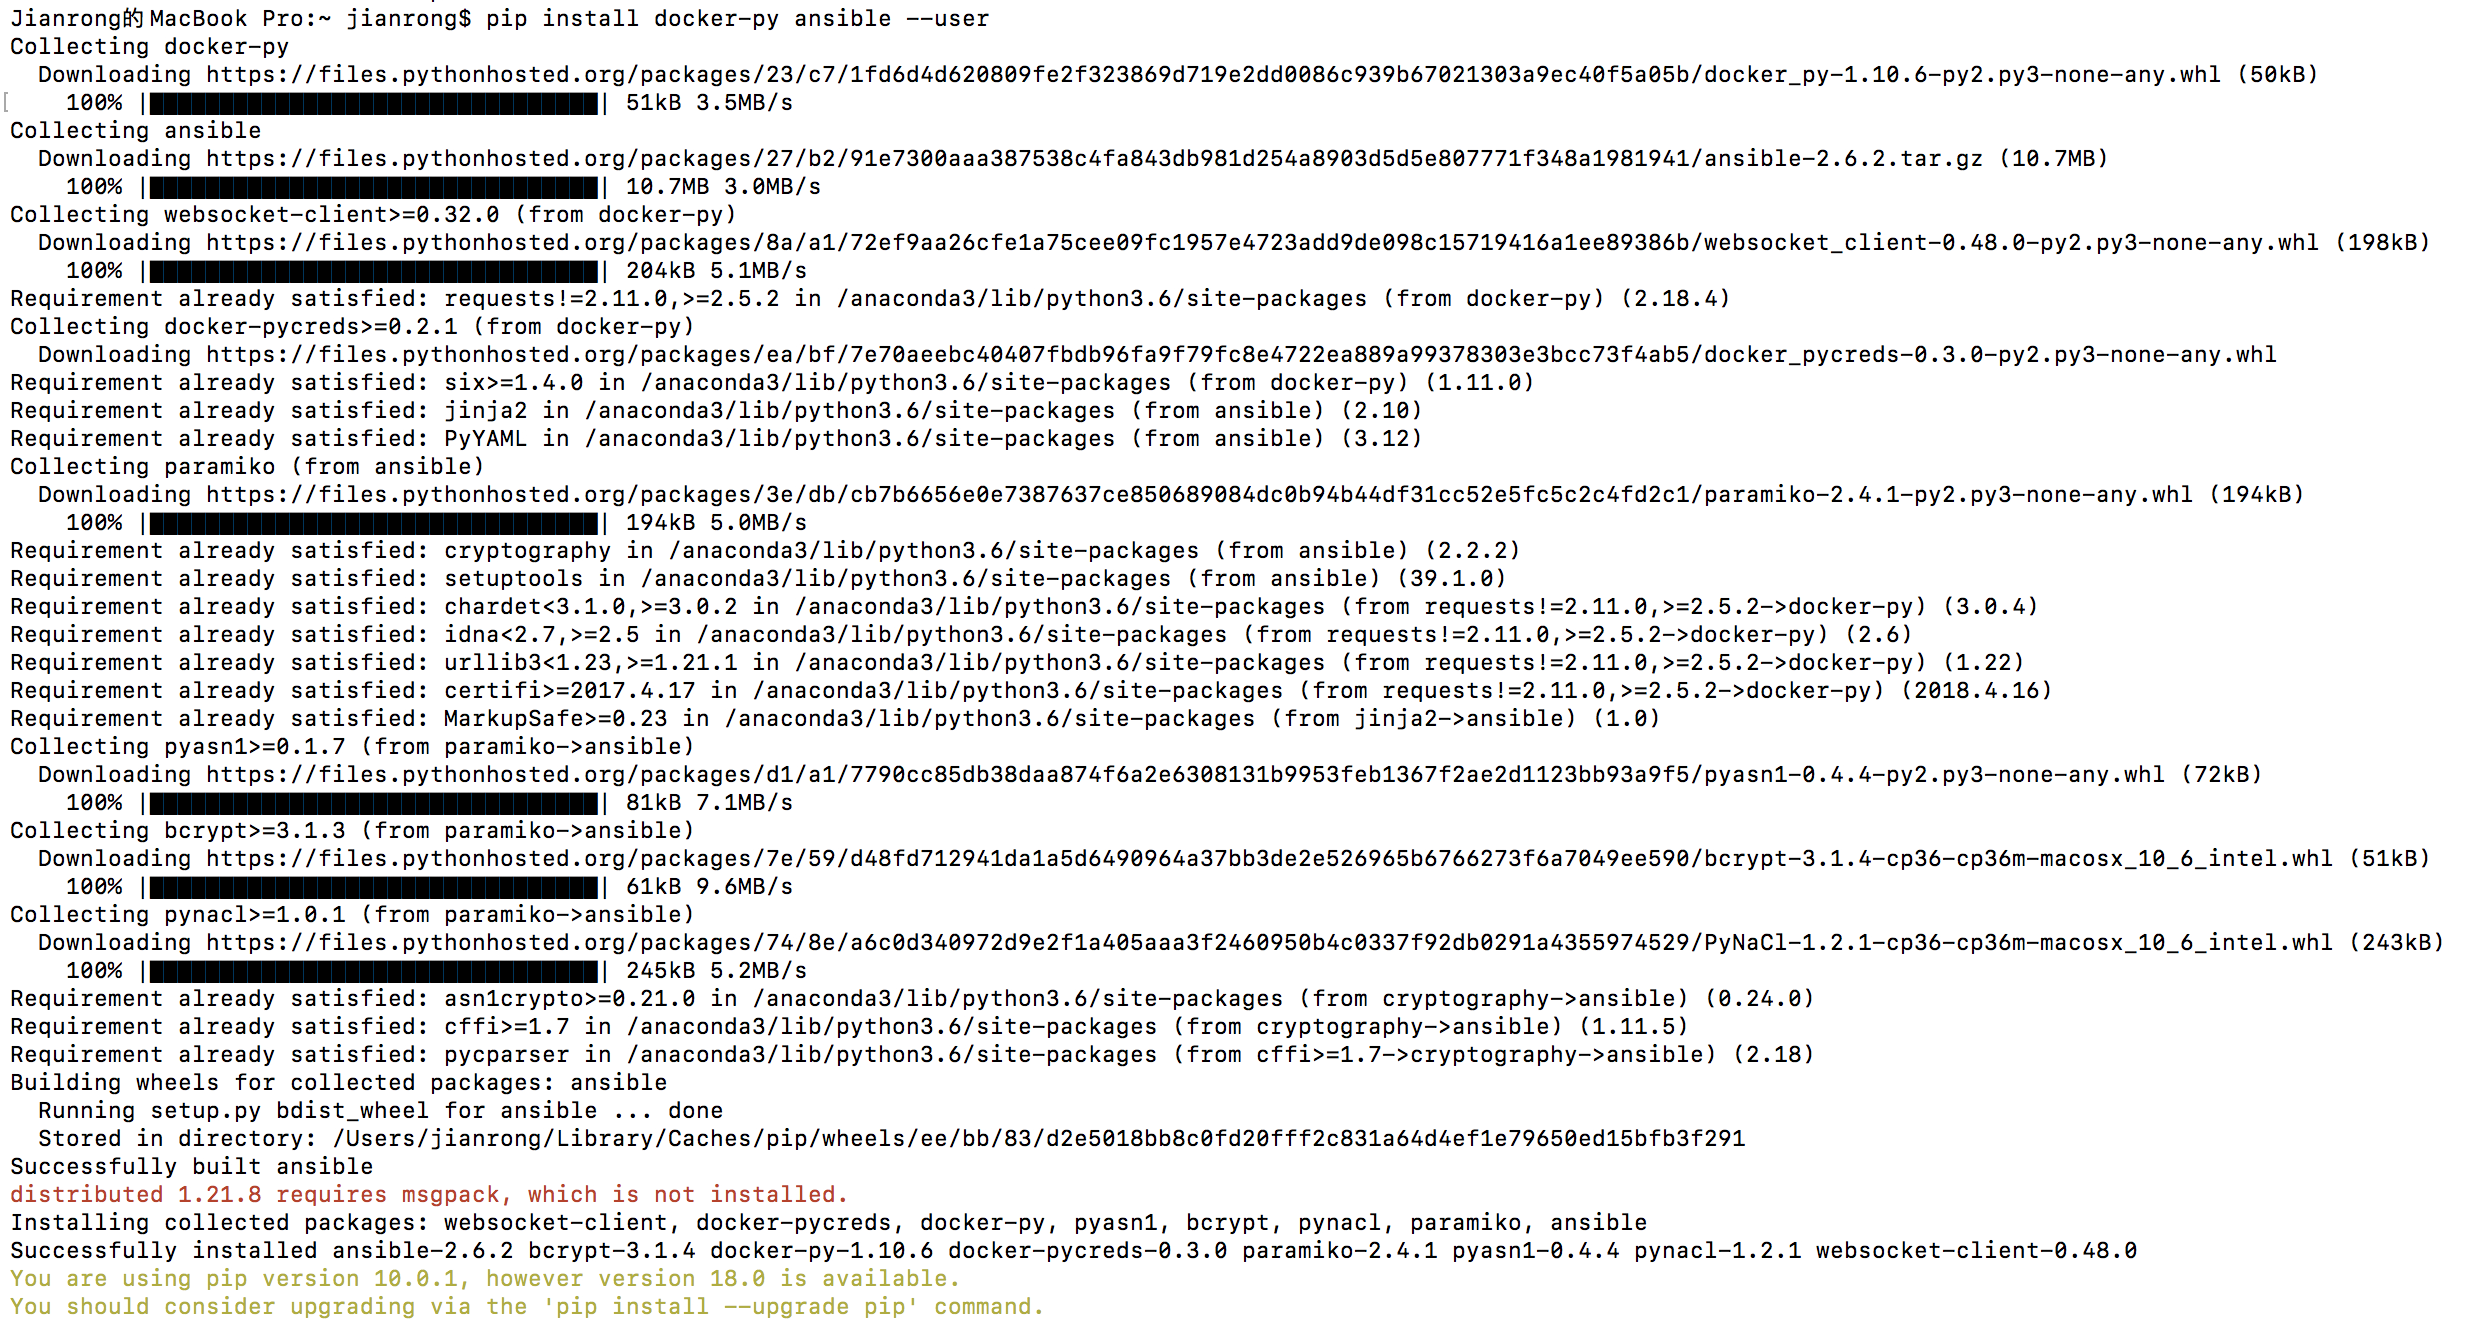 Jianrong的MacBook Pro:~ jianrong$ pip install docker-py ansible --user
Collecting docker-py
  Downloading https://files.pythonhosted.org/packages/23/c7/1fd6d4d620809fe2f323869d719e2dd0086c939b67021303a9ec40f5a05b/docker_py-1.10.6-py2.py3-none-any.whl (50kB)
    100% |████████████████████████████████| 51kB 3.5MB/s
Collecting ansible
  Downloading https://files.pythonhosted.org/packages/27/b2/91e7300aaa387538c4fa843db981d254a8903d5d5e807771f348a1981941/ansible-2.6.2.tar.gz (10.7MB)
    100% |████████████████████████████████| 10.7MB 3.0MB/s
Collecting websocket-client>=0.32.0 (from docker-py)
  Downloading https://files.pythonhosted.org/packages/8a/a1/72ef9aa26cfe1a75cee09fc1957e4723add9de098c15719416a1ee89386b/websocket_client-0.48.0-py2.py3-none-any.whl (198kB)
    100% |████████████████████████████████| 204kB 5.1MB/s
Requirement already satisfied: requests!=2.11.0,>=2.5.2 in /anaconda3/lib/python3.6/site-packages (from docker-py) (2.18.4)
Collecting docker-pycreds>=0.2.1 (from docker-py)
  Downloading https://files.pythonhosted.org/packages/ea/bf/7e70aeebc40407fbdb96fa9f79fc8e4722ea889a99378303e3bcc73f4ab5/docker_pycreds-0.3.0-py2.py3-none-any.whl
Requirement already satisfied: six>=1.4.0 in /anaconda3/lib/python3.6/site-packages (from docker-py) (1.11.0)
Requirement already satisfied: jinja2 in /anaconda3/lib/python3.6/site-packages (from ansible) (2.10)
Requirement already satisfied: PyYAML in /anaconda3/lib/python3.6/site-packages (from ansible) (3.12)
Collecting paramiko (from ansible)
  Downloading https://files.pythonhosted.org/packages/3e/db/cb7b6656e0e7387637ce850689084dc0b94b44df31cc52e5fc5c2c4fd2c1/paramiko-2.4.1-py2.py3-none-any.whl (194kB)
    100% |████████████████████████████████| 194kB 5.0MB/s
Requirement already satisfied: cryptography in /anaconda3/lib/python3.6/site-packages (from ansible) (2.2.2)
Requirement already satisfied: setuptools in /anaconda3/lib/python3.6/site-packages (from ansible) (39.1.0)
Requirement already satisfied: chardet<3.1.0,>=3.0.2 in /anaconda3/lib/python3.6/site-packages (from requests!=2.11.0,>=2.5.2->docker-py) (3.0.4)
Requirement already satisfied: idna<2.7,>=2.5 in /anaconda3/lib/python3.6/site-packages (from requests!=2.11.0,>=2.5.2->docker-py) (2.6)
Requirement already satisfied: urllib3<1.23,>=1.21.1 in /anaconda3/lib/python3.6/site-packages (from requests!=2.11.0,>=2.5.2->docker-py) (1.22)
Requirement already satisfied: certifi>=2017.4.17 in /anaconda3/lib/python3.6/site-packages (from requests!=2.11.0,>=2.5.2->docker-py) (2018.4.16)
Requirement already satisfied: MarkupSafe>=0.23 in /anaconda3/lib/python3.6/site-packages (from jinja2->ansible) (1.0)
Collecting pyasn1>=0.1.7 (from paramiko->ansible)
  Downloading https://files.pythonhosted.org/packages/d1/a1/7790cc85db38daa874f6a2e6308131b9953feb1367f2ae2d1123bb93a9f5/pyasn1-0.4.4-py2.py3-none-any.whl (72kB)
    100% |████████████████████████████████| 81kB 7.1MB/s
Collecting bcrypt>=3.1.3 (from paramiko->ansible)
  Downloading https://files.pythonhosted.org/packages/7e/59/d48fd712941da1a5d6490964a37bb3de2e526965b6766273f6a7049ee590/bcrypt-3.1.4-cp36-cp36m-macosx_10_6_intel.whl (51kB)
    100% |████████████████████████████████| 61kB 9.6MB/s
Collecting pynacl>=1.0.1 (from paramiko->ansible)
  Downloading https://files.pythonhosted.org/packages/74/8e/a6c0d340972d9e2f1a405aaa3f2460950b4c0337f92db0291a4355974529/PyNaCl-1.2.1-cp36-cp36m-macosx_10_6_intel.whl (243kB)
    100% |████████████████████████████████| 245kB 5.2MB/s
Requirement already satisfied: asn1crypto>=0.21.0 in /anaconda3/lib/python3.6/site-packages (from cryptography->ansible) (0.24.0)
Requirement already satisfied: cffi>=1.7 in /anaconda3/lib/python3.6/site-packages (from cryptography->ansible) (1.11.5)
Requirement already satisfied: pycparser in /anaconda3/lib/python3.6/site-packages (from cffi>=1.7->cryptography->ansible) (2.18)
Building wheels for collected packages: ansible
  Running setup.py bdist_wheel for ansible ... done
  Stored in directory: /Users/jianrong/Library/Caches/pip/wheels/ee/bb/83/d2e5018bb8c0fd20fff2c831a64d4ef1e79650ed15bfb3f291
Successfully built ansible
distributed 1.21.8 requires msgpack, which is not installed.
Installing collected packages: websocket-client, docker-pycreds, docker-py, pyasn1, bcrypt, pynacl, paramiko, ansible
Successfully installed ansible-2.6.2 bcrypt-3.1.4 docker-py-1.10.6 docker-pycreds-0.3.0 paramiko-2.4.1 pyasn1-0.4.4 pynacl-1.2.1 websocket-client-0.48.0
You are using pip version 10.0.1, however version 18.0 is available.
You should consider upgrading via the 'pip install --upgrade pip' command.